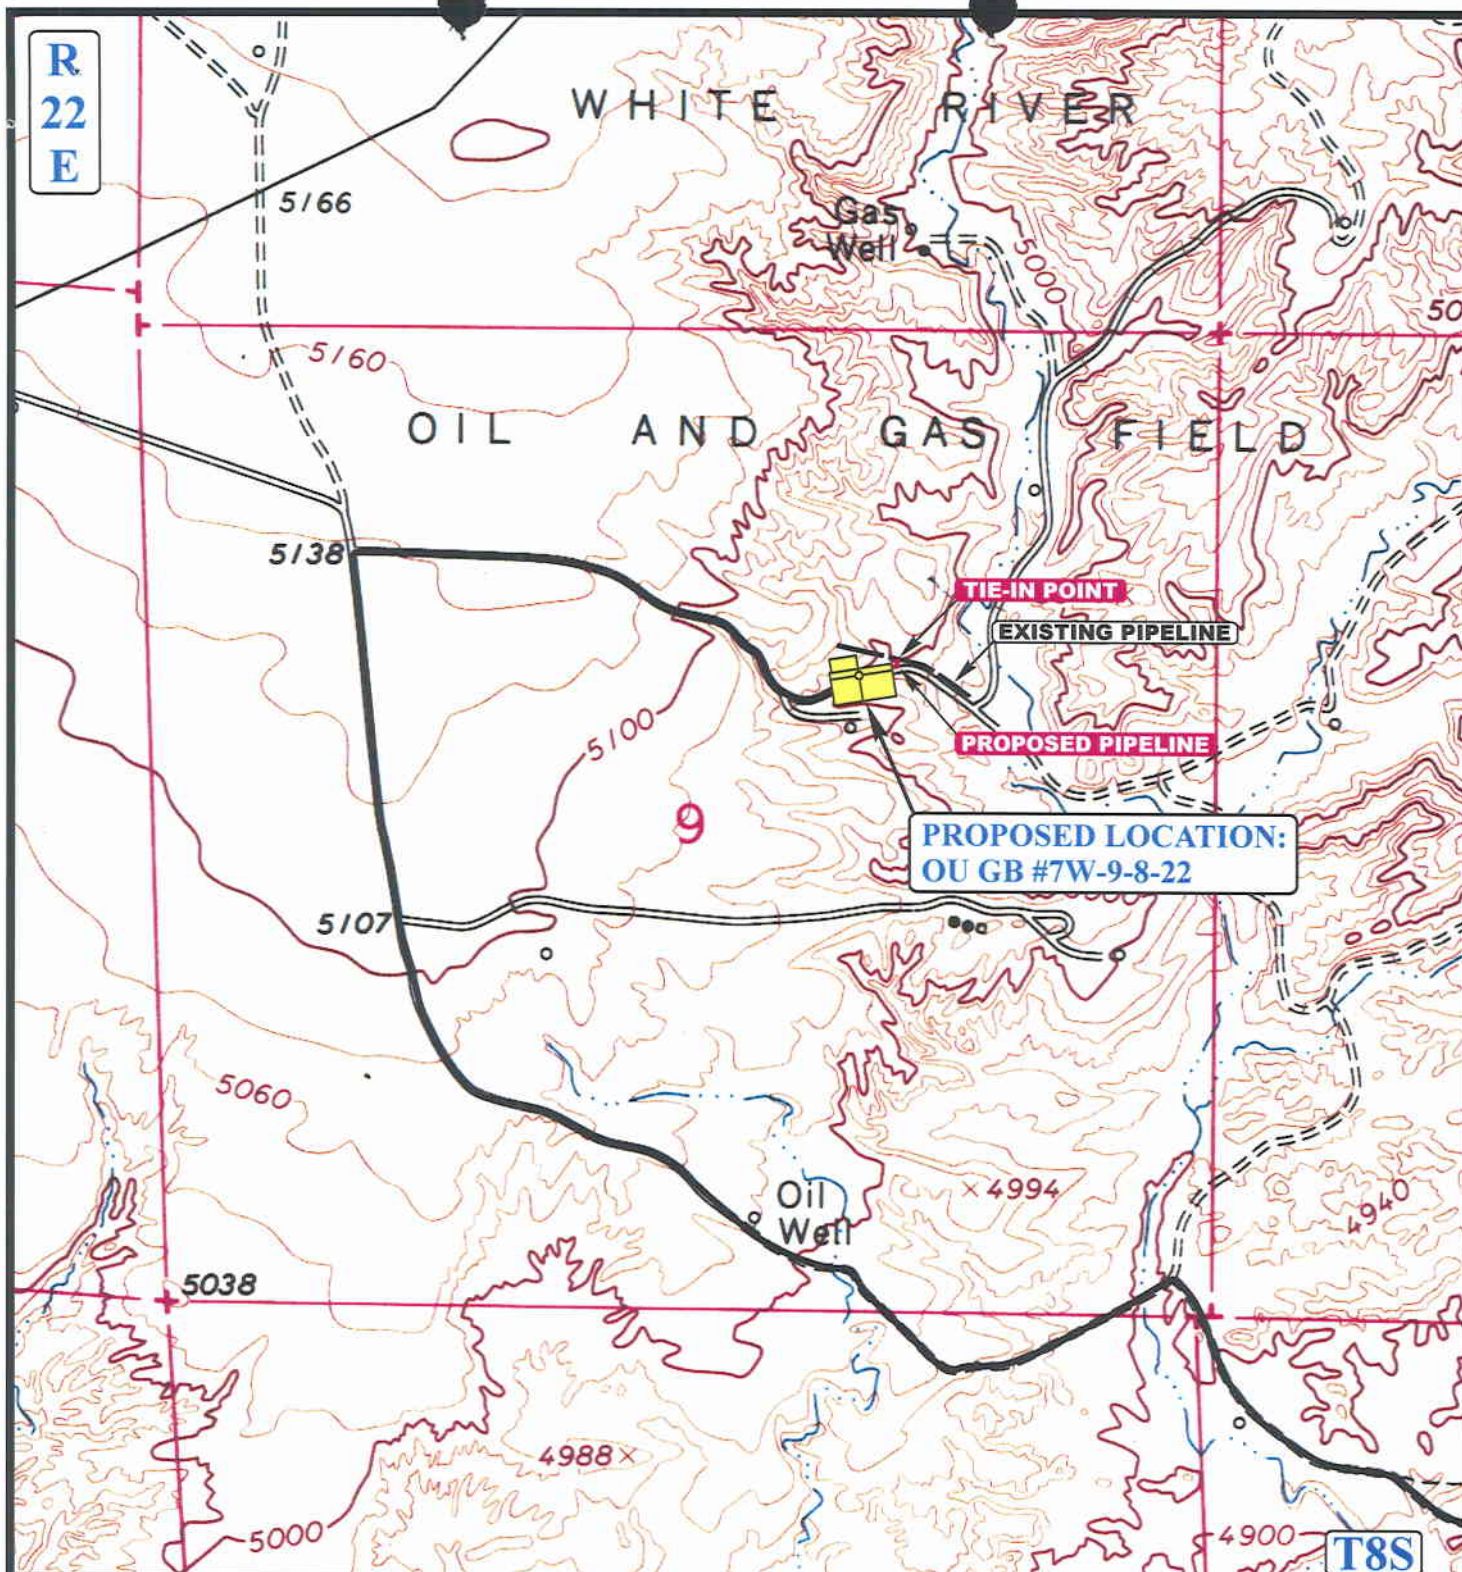 R
22
E
WHITE RIVER
5166
Gas
Well
5000
50
5160
OIL AND GAS FIELD
5138
TIE-IN POINT
EXISTING PIPELINE
5100
PROPOSED PIPELINE
9
PROPOSED LOCATION:
OU GB #7W-9-8-22
5107
5060
×4994
Oil
Well
4940
5038
4988×
5000
4900
T8S